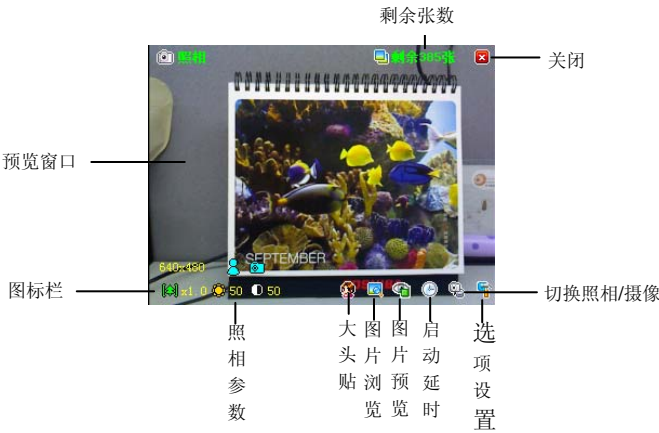 剩余张数
照相
剩余385张
关闭
预览窗口
SEPTEMBER
640x480
图标栏
x1.0
50
50
切换照相/摄像
照相参数
大头贴
图片浏览
图片预览
启动延时
选项设置